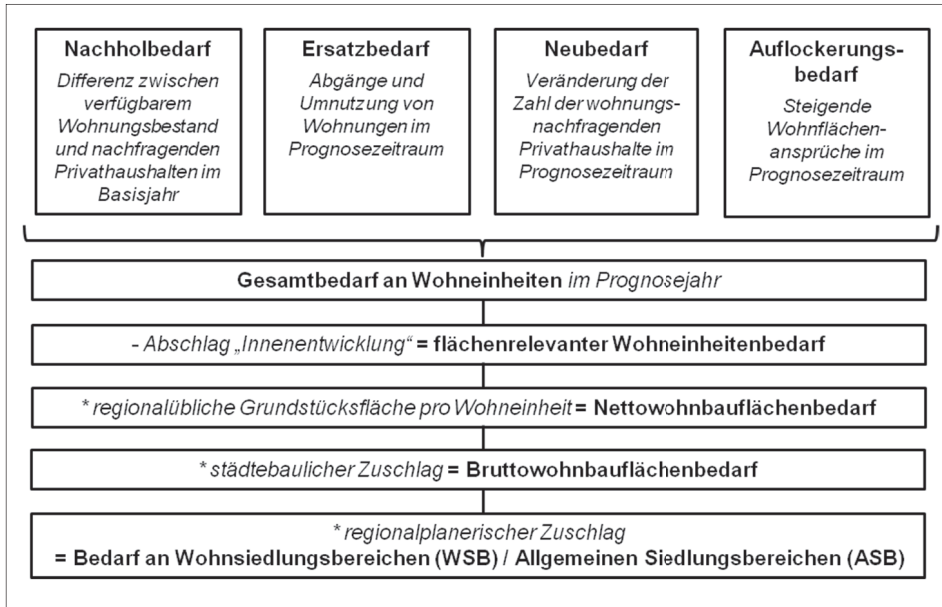 Nachholbedarf
Differenz zwischen
verfügbarem
Wohnungsbestand
und nachfragenden
Privathaushalten im
Basisjahr
Ersatzbedarf
Abgänge und
Umnutzung von
Wohnungen im
Prognosezeitraum
Neubedarf
Veränderung der
Zahl der wohnungs-
nachfragenden
Privathaushalte im
Prognosezeitraum
Auflockerungs-
bedarf
Steigende
Wohnflächen-
ansprüche im
Prognosezeitraum
Gesamtbedarf an Wohneinheiten im Prognosejahr
- Abschlag „Innenentwicklung“ = flächenrelevanter Wohneinheitenbedarf
* regionalübliche Grundstücksfläche pro Wohneinheit = Nettowohnbauflächenbedarf
* städtebaulicher Zuschlag = Bruttowohnbauflächenbedarf
* regionalplanerischer Zuschlag
= Bedarf an Wohnsiedlungsbereichen (WSB) / Allgemeinen Siedlungsbereichen (ASB)